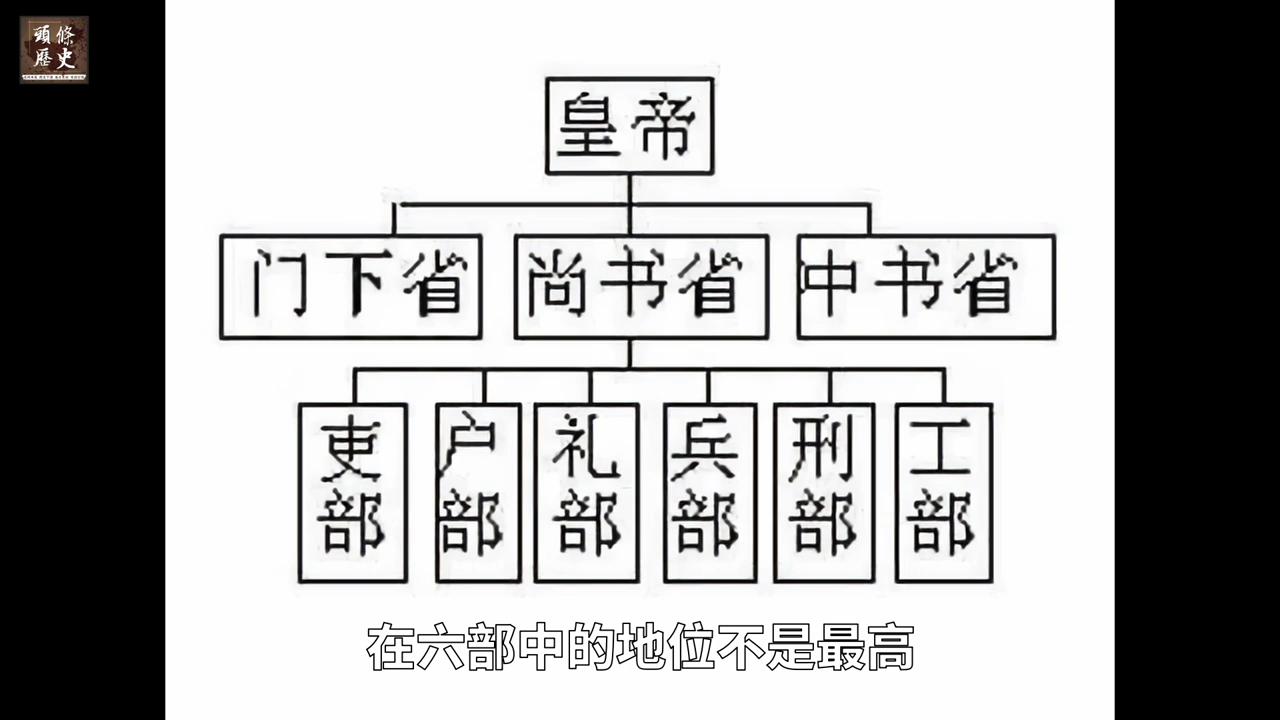 頭條
歷史
皇帝
门下省
尚书省
中书省
吏部
户部
礼部
兵部
刑部
工部
在六部中的地位不是最高